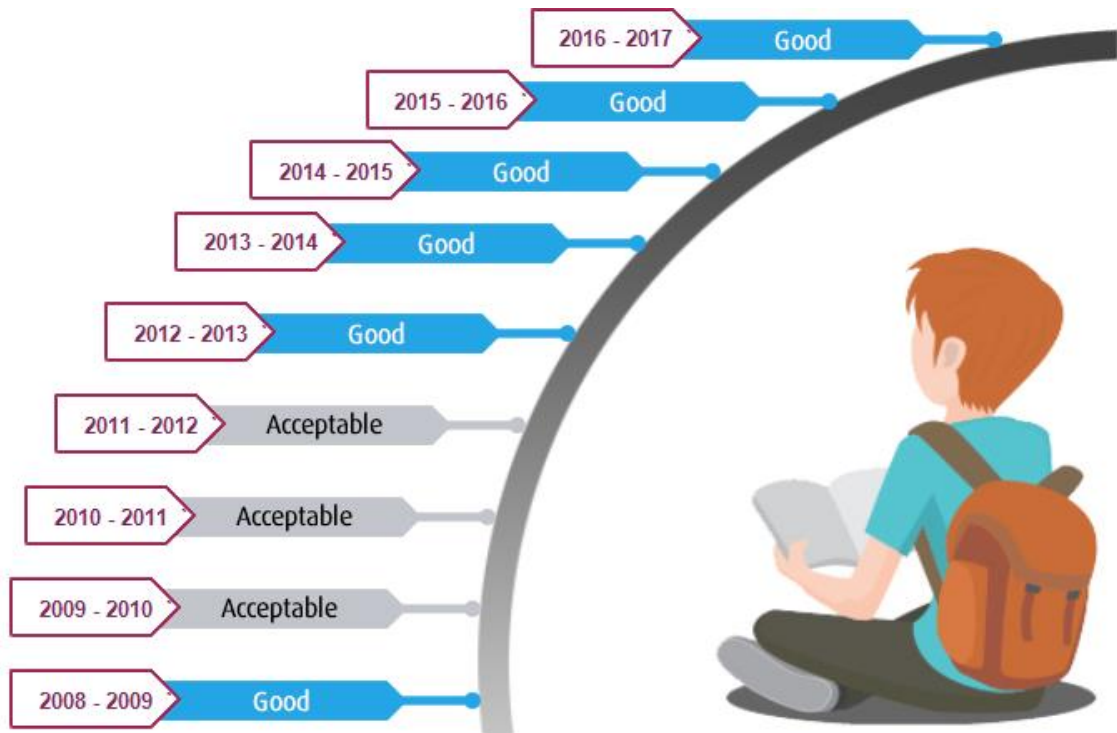 2016 - 2017 Good
2015 - 2016 Good
2014 - 2015 Good
2013 - 2014 Good
2012 - 2013 Good
2011 - 2012 Acceptable
2010 - 2011 Acceptable
2009 - 2010 Acceptable
2008 - 2009 Good